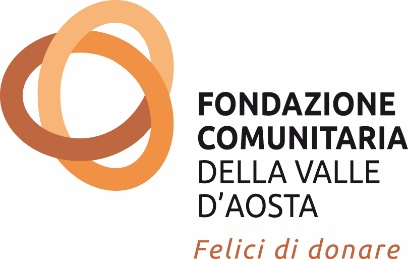 FONDAZIONE
COMUNITARIA
DELLA VALLE
D'AOSTA
Felici di donare